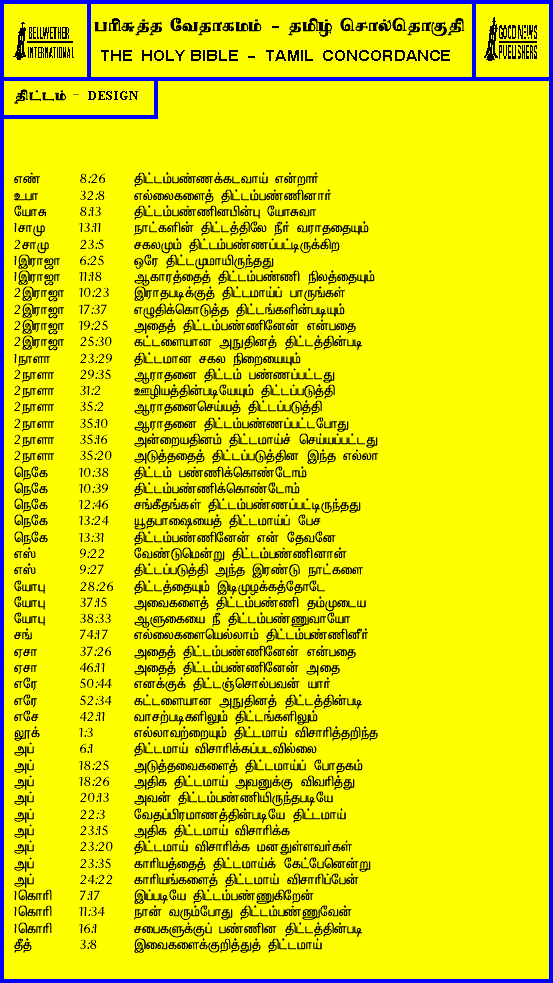 BELLWETHER
INTERNATIONAL
பரிசுத்த வேதாகமம் - தமிழ் சொல்தொகுதி
THE HOLY BIBLE - TAMIL CONCORDANCE
GOOD NEWS
PUBLISHERS
திட்டம் - DESIGN
எண் 8:26 திட்டம்பண்ணக்கடவாய் என்றார்
உபா 32:8 எல்லைகளைத் திட்டம்பண்ணினார்
யோசு 8:13 திட்டம்பண்ணினபின்பு யோசுவா
1சாமு 13:11 நாட்களின் திட்டத்திலே நீர் வராததையும்
2சாமு 23:5 சகலமும் திட்டம்பண்ணப்பட்டிருக்கிற
1இராஜா 6:25 ஒரே திட்டமுமாயிருந்தது
1இராஜா 11:18 ஆகாரத்தைத் திட்டம்பண்ணி நிலத்தையும்
2இராஜா 10:23 இராதபடிக்குத் திட்டமாய்ப் பாருங்கள்
2இராஜா 17:37 எழுதிக்கொடுத்த திட்டங்களின்படியும்
2இராஜா 19:25 அதைத் திட்டம்பண்ணினேன் என்பதை
2இராஜா 25:30 கட்டளையான அநுதினத் திட்டத்தின்படி
1நாளா 23:29 திட்டமான சகல நிறையையும்
2நாளா 29:35 ஆராதனை திட்டம் பண்ணப்பட்டது
2நாளா 31:2 ஊழியத்தின்படியேயும் திட்டப்படுத்தி
2நாளா 35:2 ஆராதனைசெய்யத் திட்டப்படுத்தி
2நாளா 35:10 ஆராதனை திட்டம்பண்ணப்பட்டபோது
2நாளா 35:16 அன்றையதினம் திட்டமாய்ச் செய்யப்பட்டது
2நாளா 35:20 அடுத்ததைத் திட்டப்படுத்தின இந்த எல்லா
நெகே 10:38 திட்டம் பண்ணிக்கொண்டோம்
நெகே 10:39 திட்டம்பண்ணிக்கொண்டோம்
நெகே 12:46 சங்கீதங்கள் திட்டம்பண்ணப்பட்டிருந்தது
நெகே 13:24 யூதபாஷையைத் திட்டமாய்ப் பேச
நெகே 13:31 திட்டம்பண்ணினேன் என் தேவனே
எஸ் 9:22 வேண்டுமென்று திட்டம்பண்ணினான்
எஸ் 9:27 திட்டப்படுத்தி அந்த இரண்டு நாட்களை
யோபு 28:26 திட்டத்தையும் இடிமுழக்கத்தோடே
யோபு 37:15 அவைகளைத் திட்டம்பண்ணி தம்முடைய
யோபு 38:33 ஆளுகையை நீ திட்டம்பண்ணுவாயோ
சங் 74:17 எல்லைகளையெல்லாம் திட்டம்பண்ணினீர்
ஏசா 37:26 அதைத் திட்டம்பண்ணினேன் என்பதை
ஏசா 46:11 அதைத் திட்டம்பண்ணினேன் அதை
எரே 50:44 எனக்குத் திட்டஞ்சொல்பவன் யார்
எரே 52:34 கட்டளையான அநுதினத் திட்டத்தின்படி
எசே 42:11 வாசற்படிகளிலும் திட்டங்களிலும்
லூக் 1:3 எல்லாவற்றையும் திட்டமாய் விசாரித்தறிந்த
அப் 6:1 திட்டமாய் விசாரிக்கப்படவில்லை
அப் 18:25 அடுத்தவைகளைத் திட்டமாய்ப் போதகம்
அப் 18:26 அதிக திட்டமாய் அவனுக்கு விவரித்து
அப் 20:13 அவன் திட்டம்பண்ணியிருந்தபடியே
அப் 22:3 வேதப்பிரமாணத்தின்படியே திட்டமாய்
அப் 23:15 அதிக திட்டமாய் விசாரிக்க
அப் 23:20 திட்டமாய் விசாரிக்க மனதுள்ளவர்கள்
அப் 23:35 காரியத்தைத் திட்டமாய்க் கேட்பேனென்று
அப் 24:22 காரியங்களைத் திட்டமாய் விசாரிப்பேன்
1கொரி 7:17 இப்படியே திட்டம்பண்ணுகிறேன்
1கொரி 11:34 நான் வரும்போது திட்டம்பண்ணுவேன்
1கொரி 16:1 சபைகளுக்குப் பண்ணின திட்டத்தின்படி
தீத் 3:8 இவைகளைக்குறித்துத் திட்டமாய்